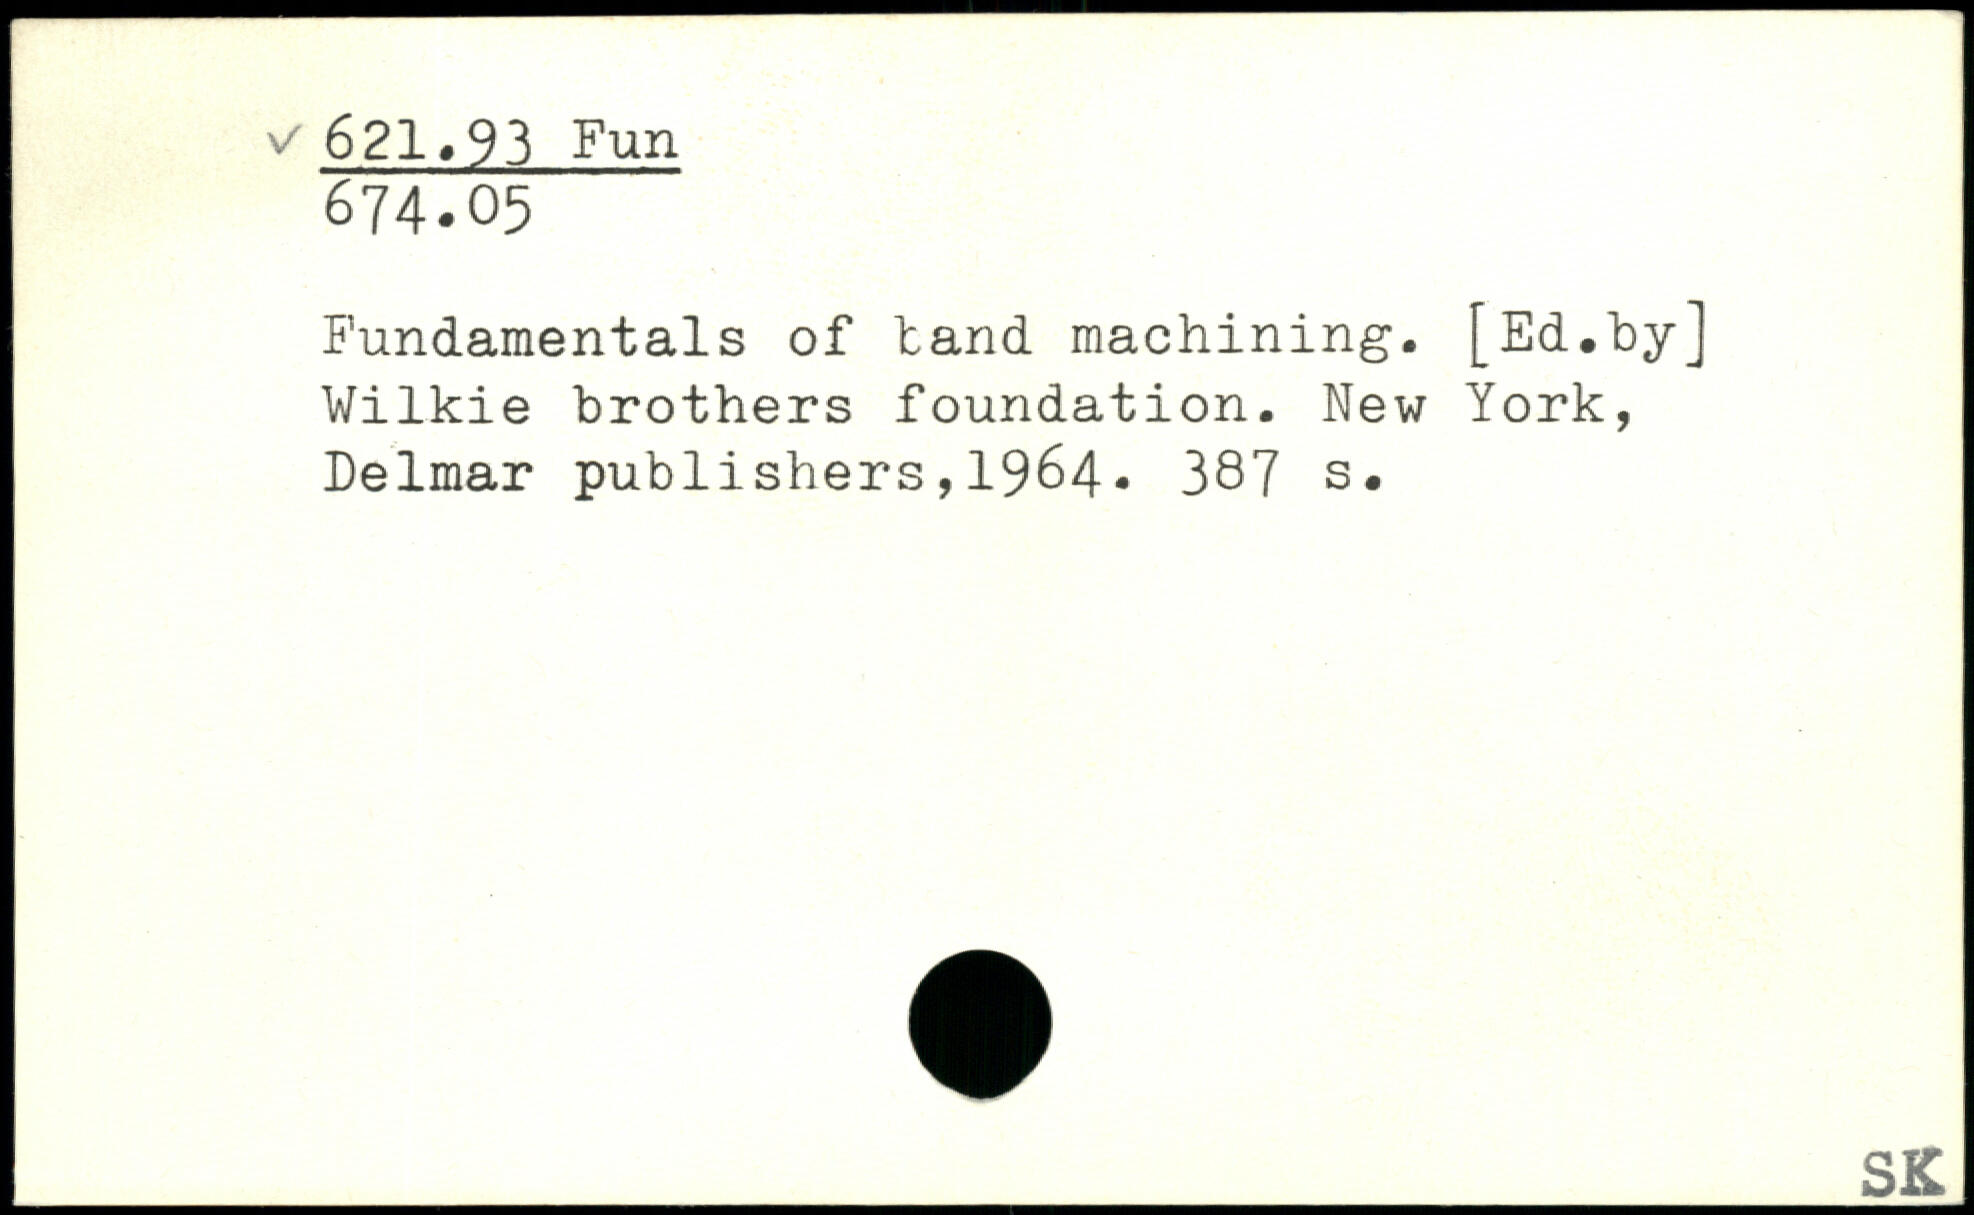 ✓ 621.93 Fun
674.05
Fundamentals of band machining. [Ed.by]
Wilkie brothers foundation. New York,
Delmar publishers,1964. 387 s.
SK